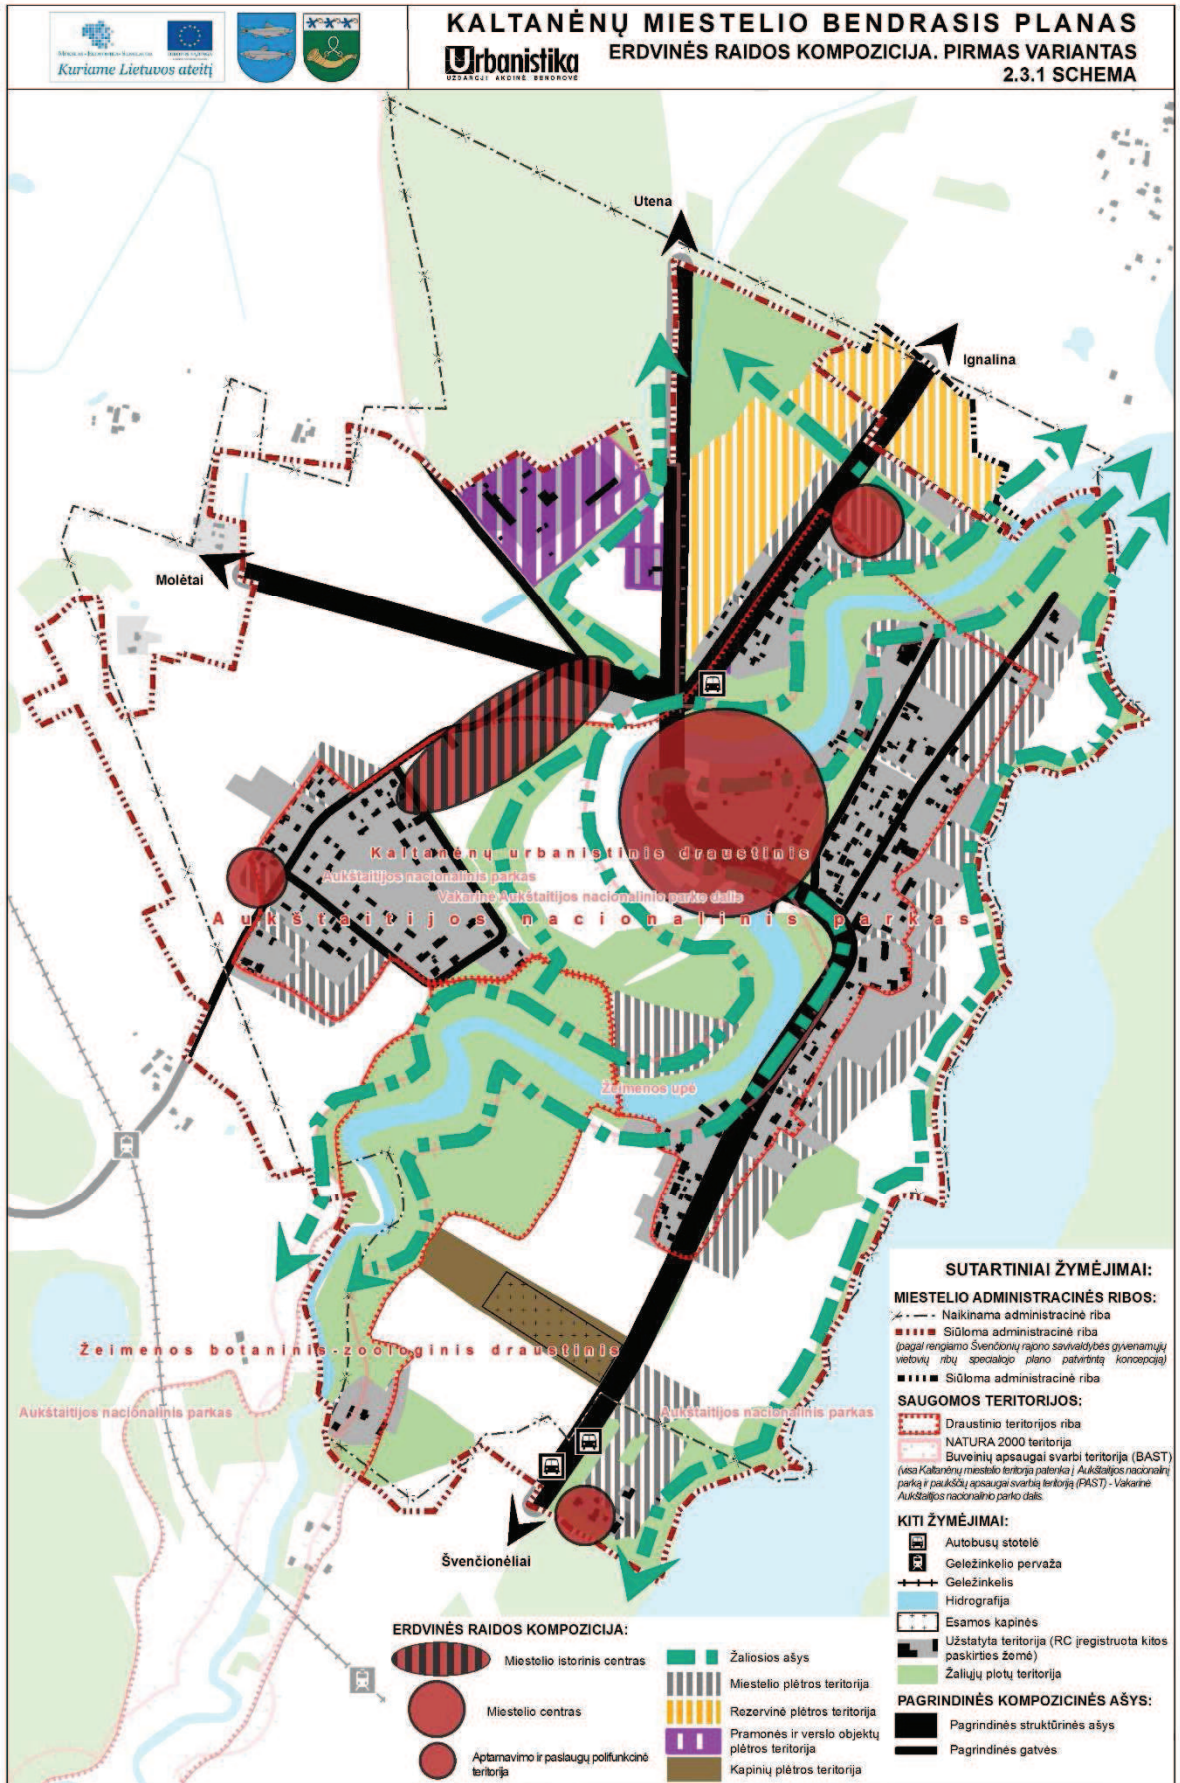 Kuriame Lietuvos ateitį
KALTANĖNŲ MIESTELIO BENDRASIS PLANAS
Urbanistika
UŽDAROJI AKCINĖ BENDROVĖ
ERDVINĖS RAIDOS KOMPOZICIJA. PIRMAS VARIANTAS
2.3.1 SCHEMA
Utena
Ignalina
Molėtai
Kaltanėnų urbanistinis draustinis
Aukštaitijos nacionalinis parkas
Vakarinė Aukštaitijos nacionalinio parko dalis
Aukštaitijos nacionalinis parkas
Žeimenos upė
Žeimenos botaninis-zoologinis draustinis
Aukštaitijos nacionalinis parkas
Aukštaitijos nacionalinis parkas
Švenčionėliai
SUTARTINIAI ŽYMĖJIMAI:
MIESTELIO ADMINISTRACINĖS RIBOS:
Naikinama administracinė riba
Siūloma administracinė riba
(pagal rengiamo Švenčionių rajono savivaldybės gyvenamųjų
vietovių ribų specialiojo plano patvirtintą koncepciją)
Siūloma administracinė riba
SAUGOMOS TERITORIJOS:
Draustinio teritorijos riba
NATURA 2000 teritorija
Buveinių apsaugai svarbi teritorija (BAST)
(visa Kaltanėnų miestelio teritorija patenka į Aukštaitijos nacionalinį
parką ir paukščių apsaugai svarbią teritoriją (PAST) - Vakarinė
Aukštaitijos nacionalinio parko dalis
KITI ŽYMĖJIMAI:
Autobusų stotelė
Geležinkelio pervaža
Geležinkelis
Hidrografija
Esamos kapinės
Užstatyta teritorija (RC įregistruota kitos
paskirties žemė)
Žaliųjų plotų teritorija
PAGRINDINĖS KOMPOZICINĖS AŠYS:
Pagrindinės struktūrinės ašys
Pagrindinės gatvės
ERDVINĖS RAIDOS KOMPOZICIJA:
Miestelio istorinis centras
Miestelio centras
Aptarnavimo ir paslaugų polifunkcinė
teritorija
Žaliosios ašys
Miestelio plėtros teritorija
Rezervinė plėtros teritorija
Pramonės ir verslo objektų
plėtros teritorija
Kapinių plėtros teritorija